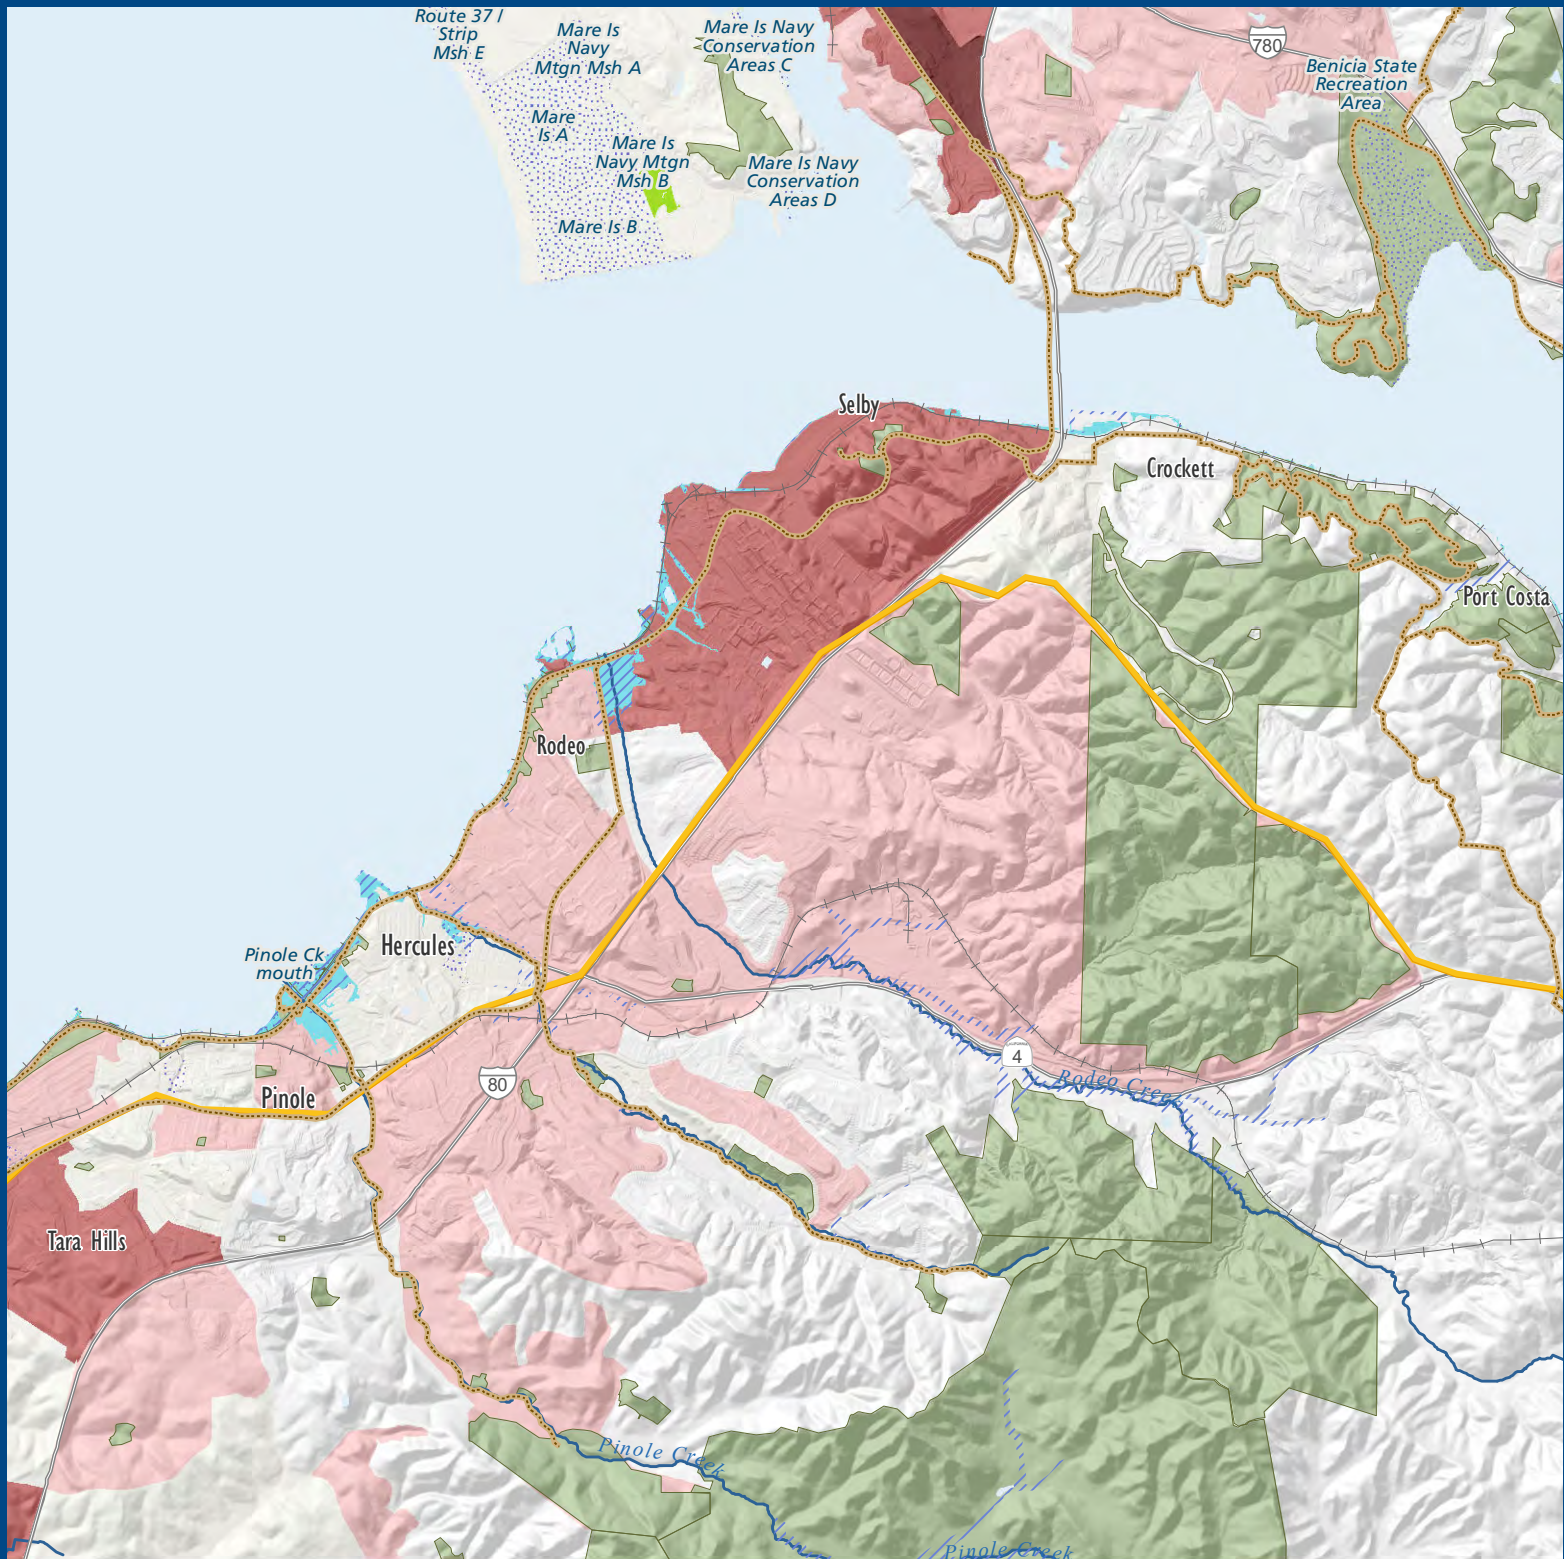 Route 37 /
Strip
Msh E
Mare Is
Navy
Mtgn Msh A
Mare Is Navy
Conservation
Areas C
780
Benicia State
Recreation
Area
Mare
Is A
Mare Is
Navy Mtgn
Msh B
Mare Is Navy
Conservation
Areas D
Mare Is B
Selby
Crockett
Port Costa
Rodeo
Hercules
Pinole Ck
mouth
4
80
Rodeo Creek
Pinole
Tara Hills
Pinole Creek
Pinole Creek